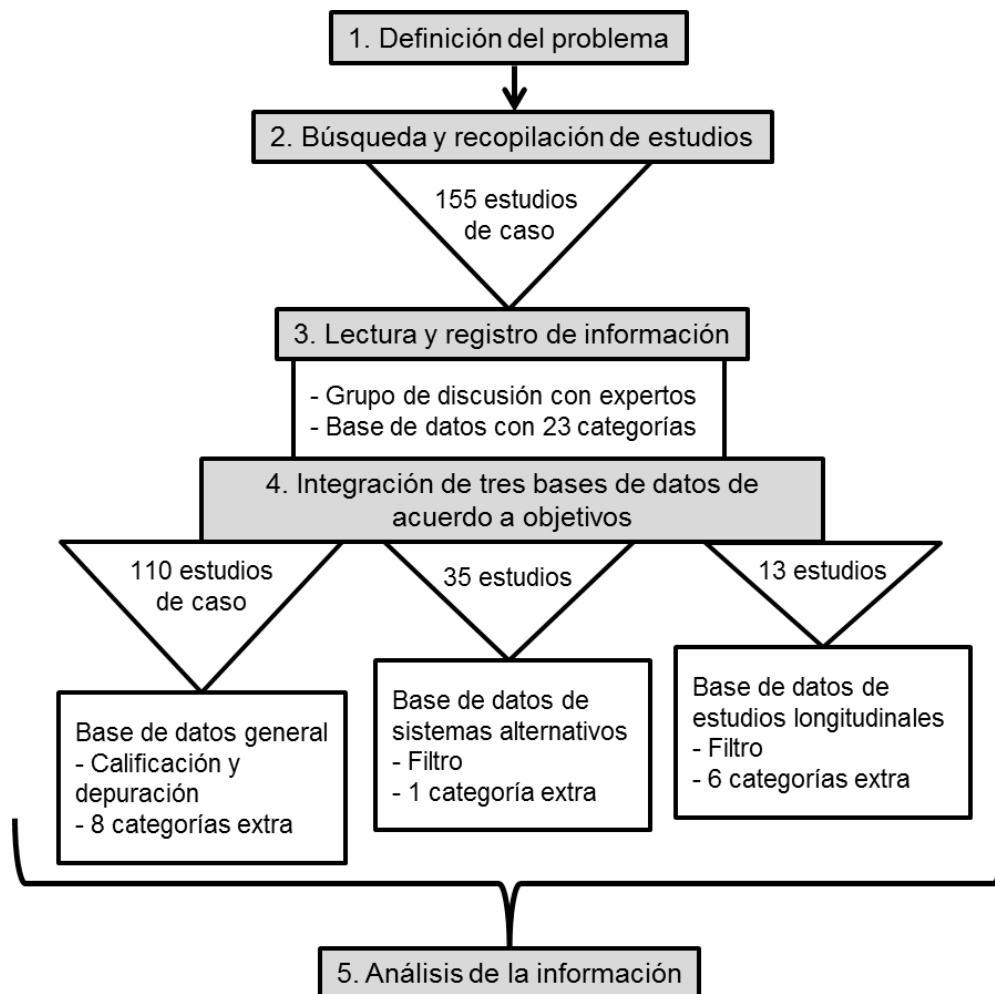 1. Definición del problema
2. Búsqueda y recopilación de estudios
155 estudios
de caso
3. Lectura y registro de información
- Grupo de discusión con expertos
- Base de datos con 23 categorías
4. Integración de tres bases de datos de
acuerdo a objetivos
110 estudios
de caso
35 estudios
13 estudios
Base de datos general
- Calificación y
depuración
- 8 categorías extra
Base de datos de
sistemas alternativos
- Filtro
- 1 categoría extra
Base de datos de
estudios longitudinales
- Filtro
- 6 categorías extra
5. Análisis de la información